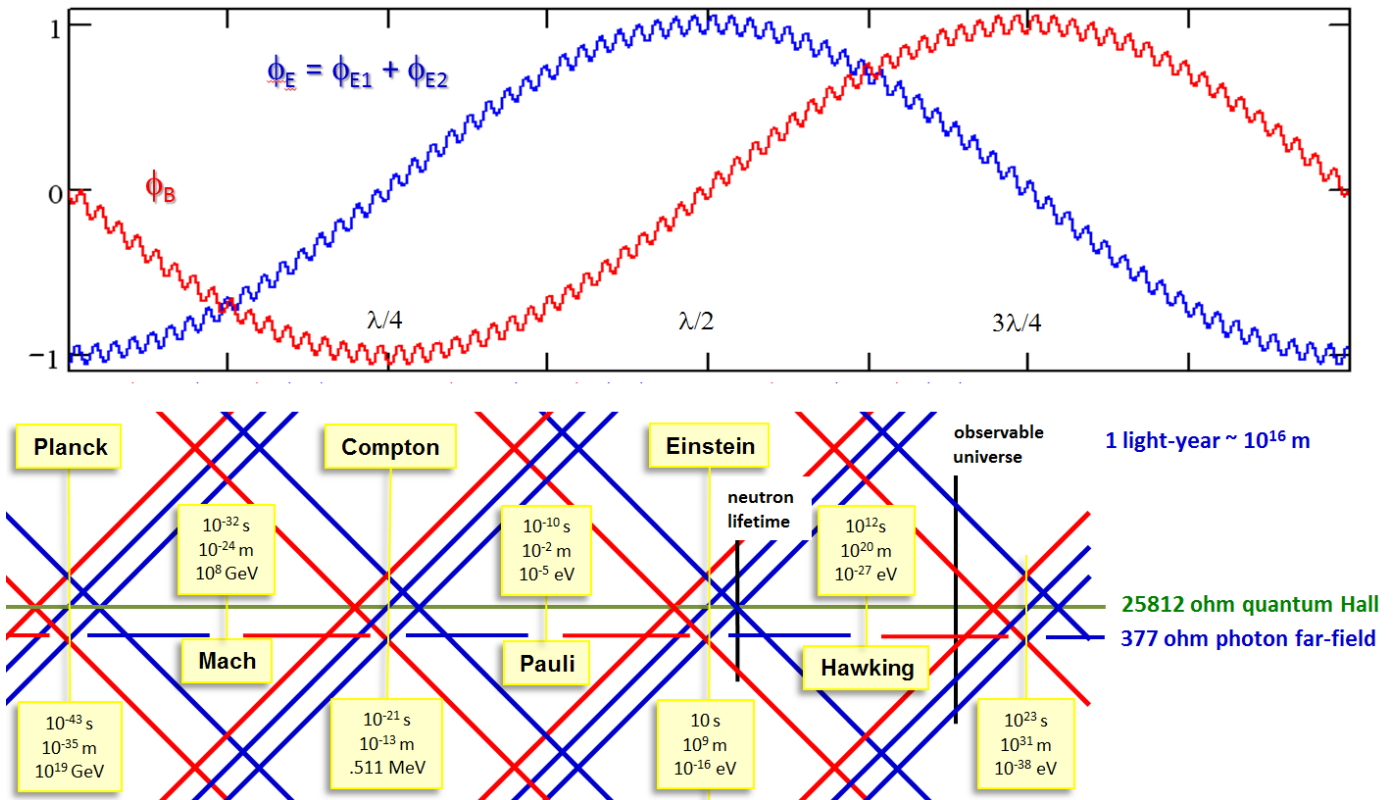 1
ϕE = ϕE1 + ϕE2
ϕB
0
λ/4
λ/2
3λ/4
−1
Planck
Compton
Einstein
observable
universe
1 light-year ~ 10¹⁶ m
neutron
lifetime
10⁻³² s
10⁻²⁴ m
10⁸ GeV
10⁻¹⁰ s
10⁻² m
10⁻⁵ eV
10¹²s
10²⁰ m
10⁻²⁷ eV
25812 ohm quantum Hall
377 ohm photon far-field
Mach
Pauli
Hawking
10⁻⁴³ s
10⁻³⁵ m
10¹⁹ GeV
10⁻²¹ s
10⁻¹³ m
.511 MeV
10 s
10⁹ m
10⁻¹⁶ eV
10²³ s
10³¹ m
10⁻³⁸ eV